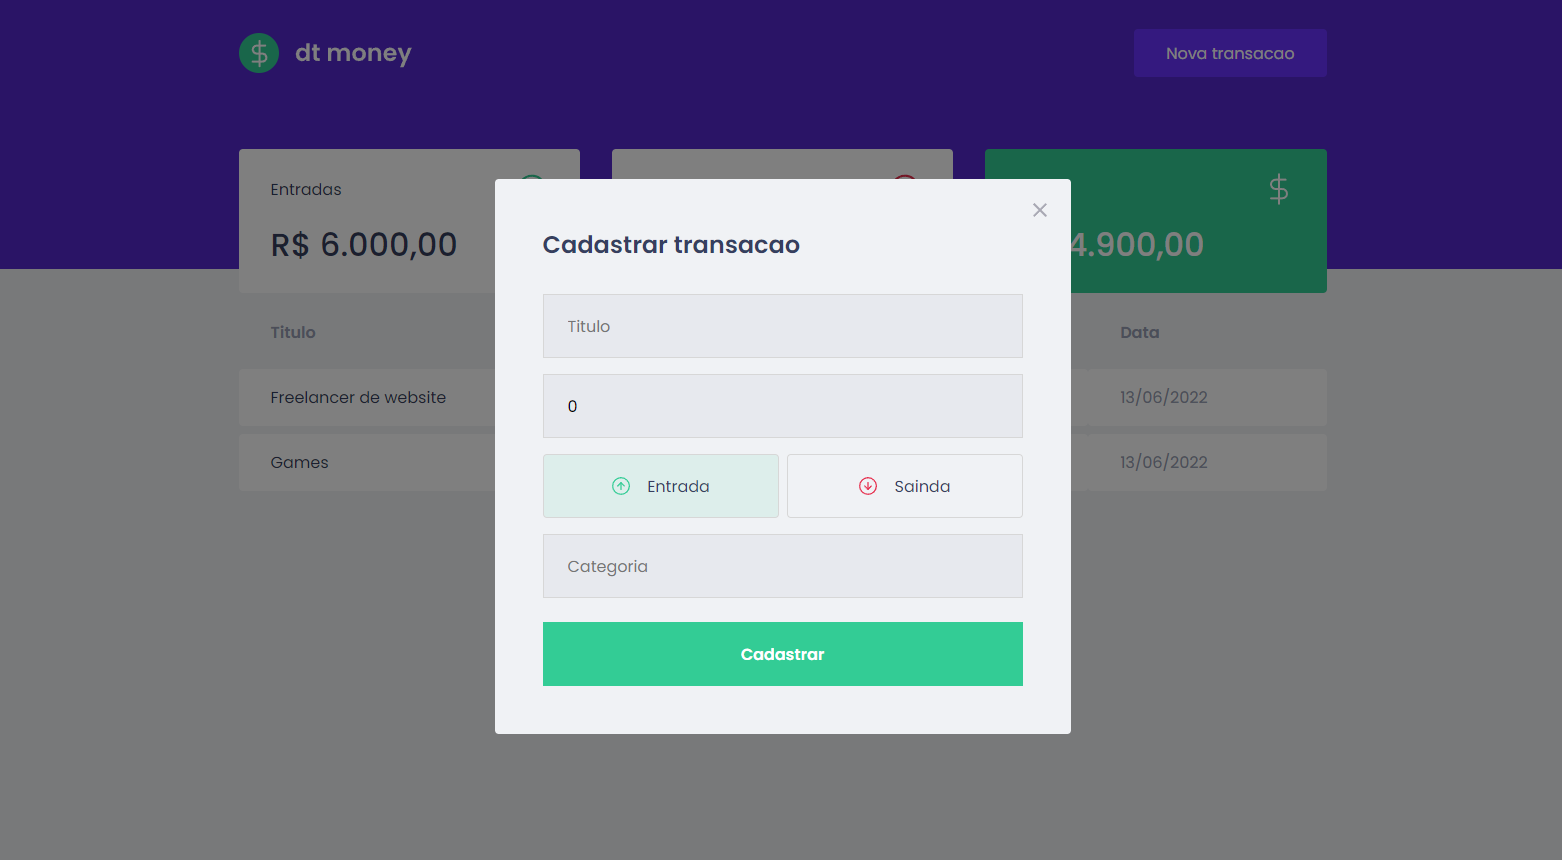 dt money
Nova transacao
Entradas
R$ 6.000,00
4.900,00
Cadastrar transacao
Titulo
0
Entrada
Sainda
Categoria
Cadastrar
Titulo
Data
Freelancer de website
13/06/2022
Games
13/06/2022